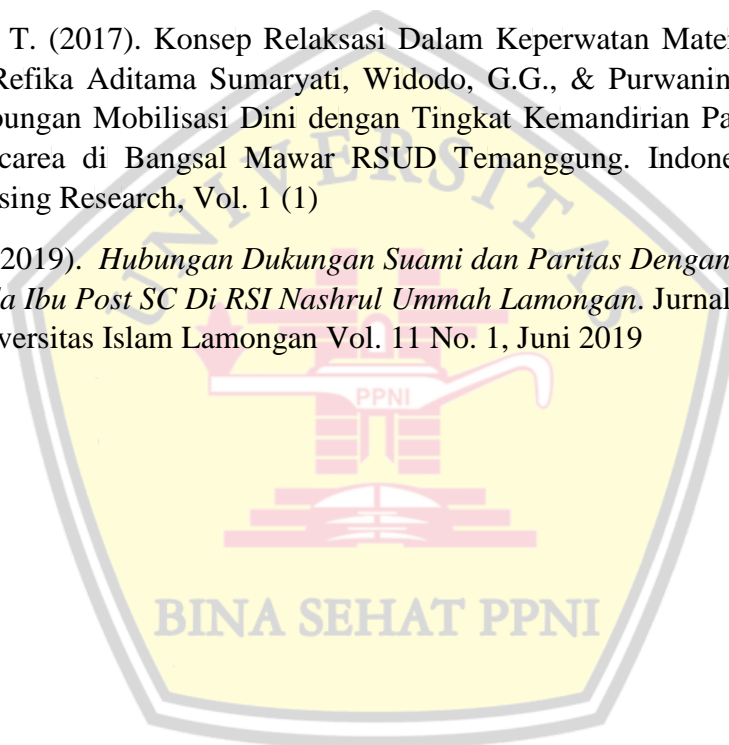 T. (2017). Konsep Relaksasi Dalam Keperwatan Mater
Refika Aditama Sumaryati, Widodo, G.G., & Purwanin
bungan Mobilisasi Dini dengan Tingkat Kemandirian Pa
carea di Bangsal Mawar RSUD Temanggung. Indone
sing Research, Vol. 1 (1)
2019). Hubungan Dukungan Suami dan Paritas Dengan
da Ibu Post SC Di RSI Nashrul Ummah Lamongan. Jurnal
versitas Islam Lamongan Vol. 11 No. 1, Juni 2019
UNIVERSITAS
PPNI
BINA SEHAT PPNI